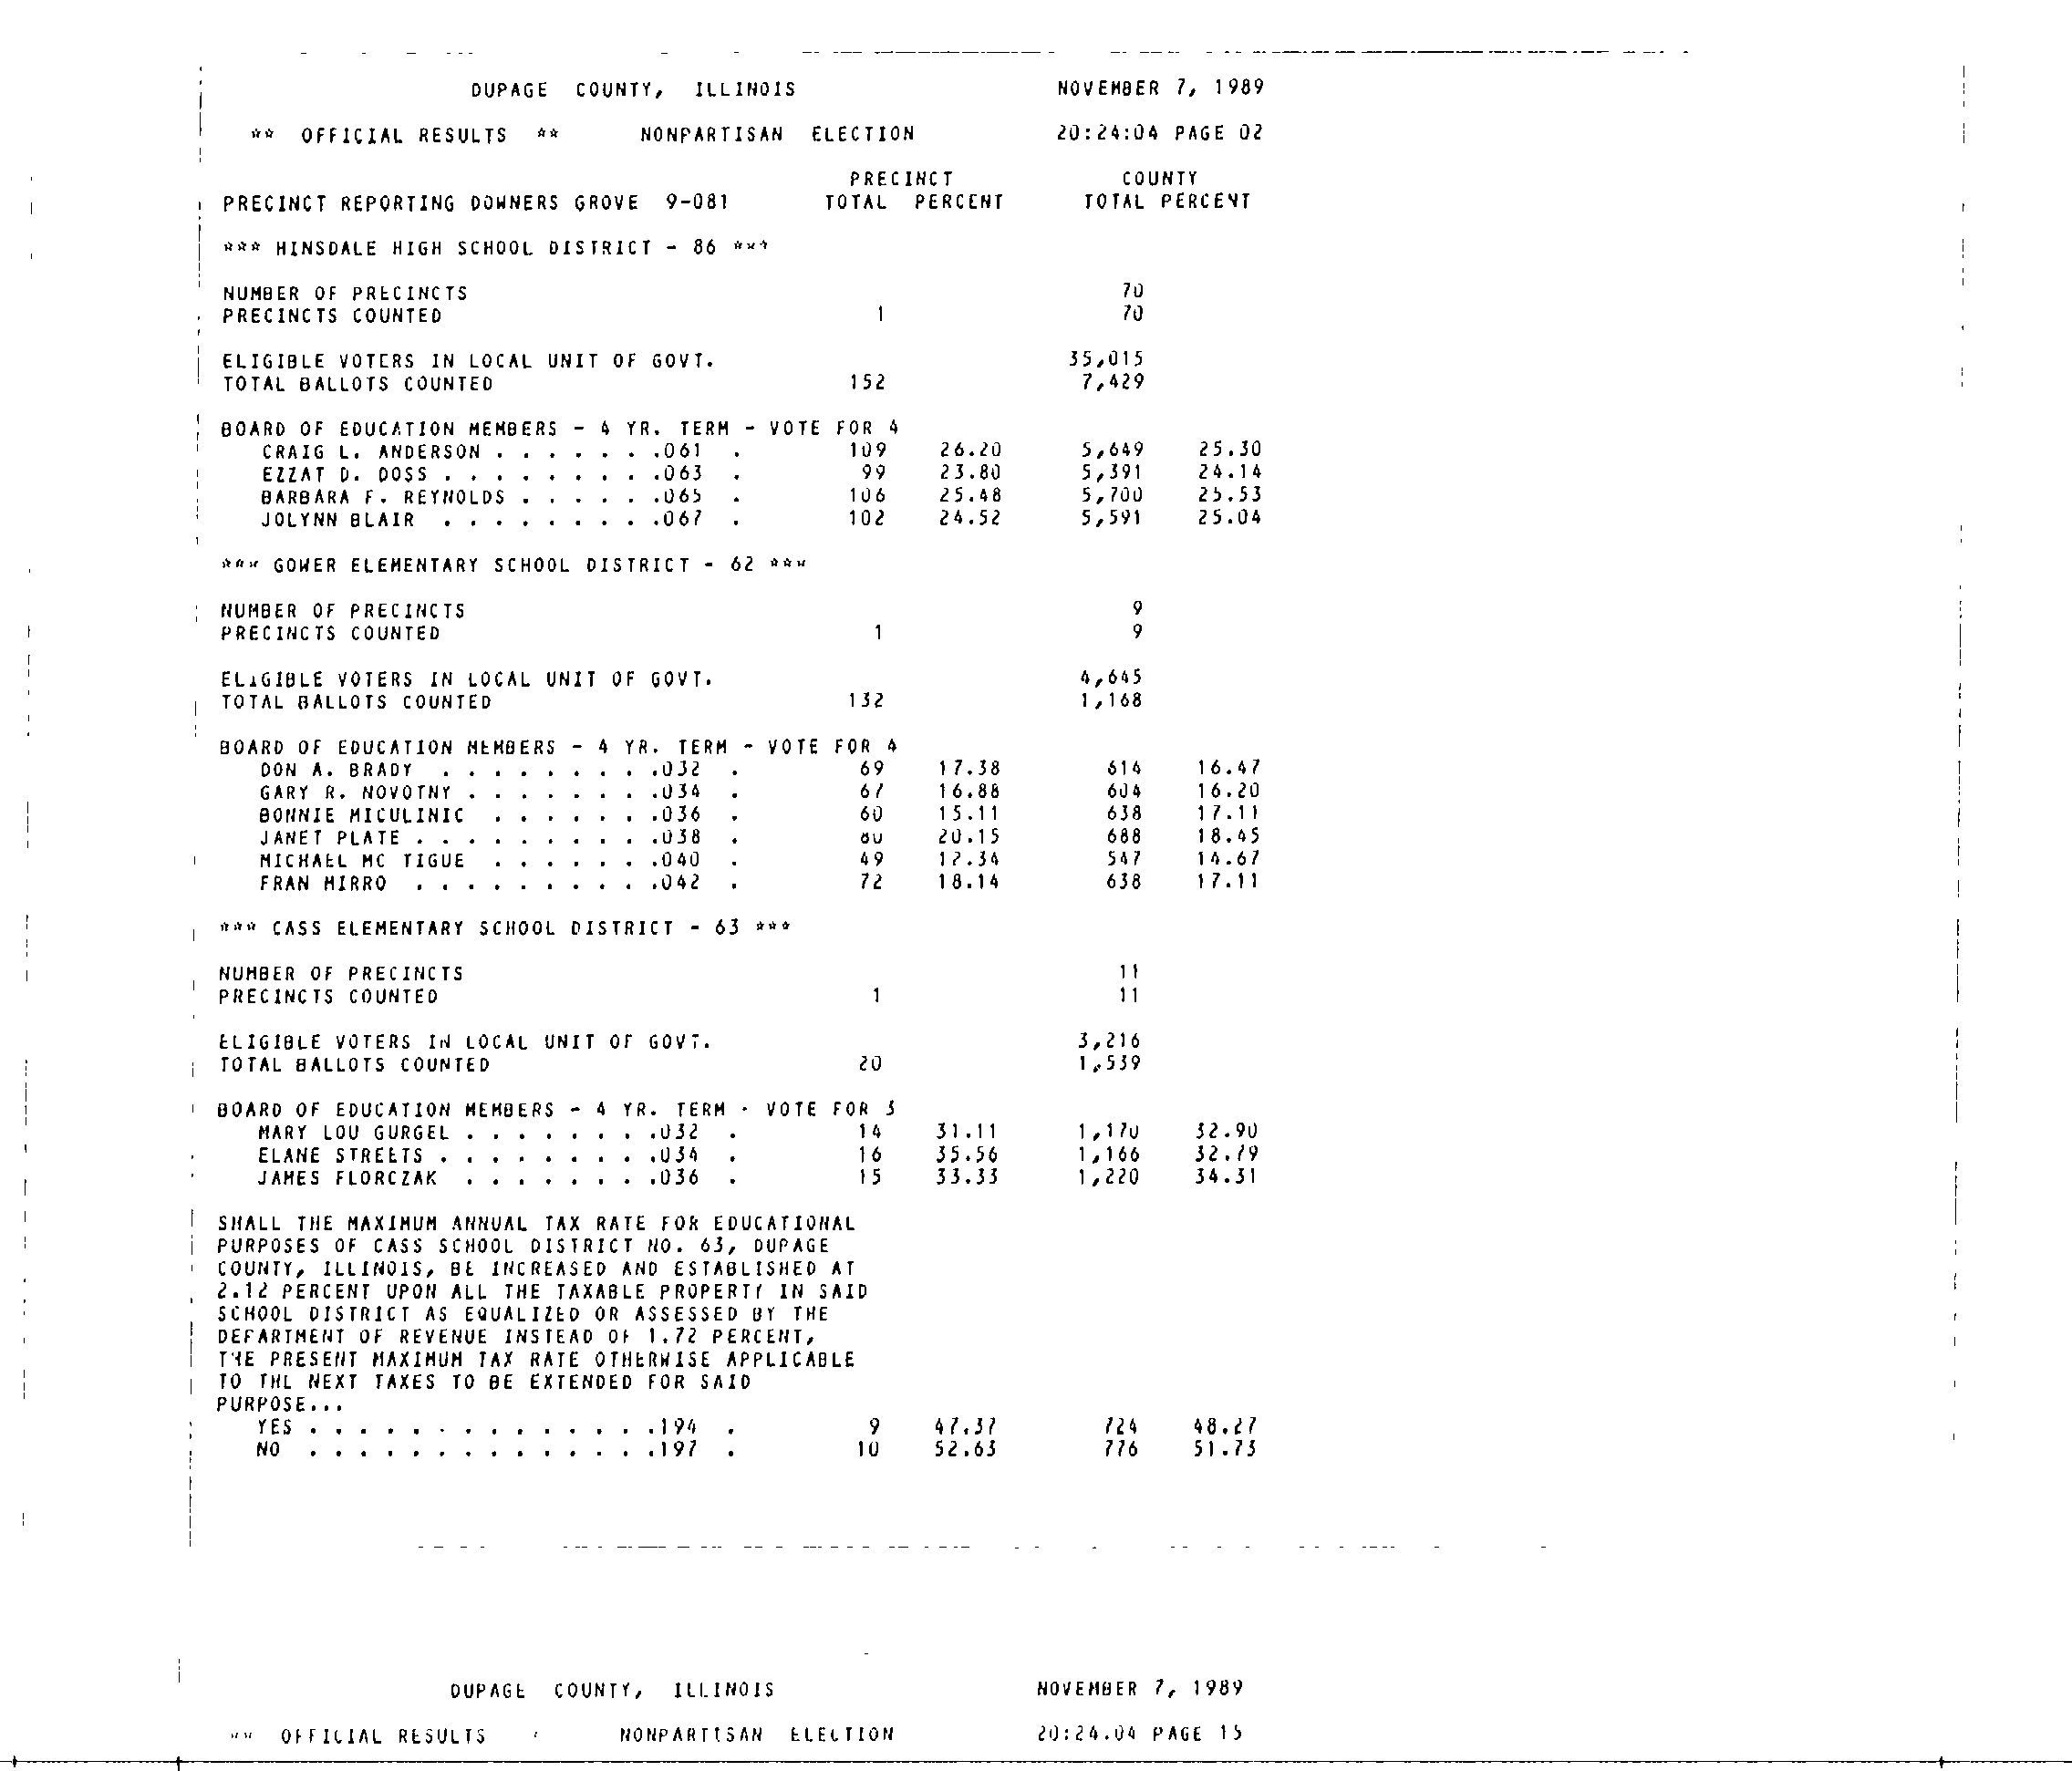 DUPAGE COUNTY, ILLINOIS NOVEMBER 7, 1989
** OFFICIAL RESULTS ** NONPARTISAN ELECTION 20:24:04 PAGE 02
PRECINCT COUNTY
PRECINCT REPORTING DOWNERS GROVE 9-081 TOTAL PERCENT TOTAL PERCENT
*** HINSDALE HIGH SCHOOL DISTRICT - 86 ***
NUMBER OF PRECINCTS 70
PRECINCTS COUNTED 1 70
ELIGIBLE VOTERS IN LOCAL UNIT OF GOVT. 35,015
TOTAL BALLOTS COUNTED 152 7,429
BOARD OF EDUCATION MEMBERS - 4 YR. TERM - VOTE FOR 4
CRAIG L. ANDERSON . . . . . . .061 . 109 26.20 5,649 25.30
EZZAT D. DOSS . . . . . . . . .063 . 99 23.80 5,391 24.14
BARBARA F. REYNOLDS . . . . . .065 . 106 25.48 5,700 25.53
JOLYNN BLAIR . . . . . . . . .067 . 102 24.52 5,591 25.04
*** GOWER ELEMENTARY SCHOOL DISTRICT - 62 ***
NUMBER OF PRECINCTS 9
PRECINCTS COUNTED 1 9
ELIGIBLE VOTERS IN LOCAL UNIT OF GOVT. 4,645
TOTAL BALLOTS COUNTED 132 1,168
BOARD OF EDUCATION MEMBERS - 4 YR. TERM - VOTE FOR 4
DON A. BRADY . . . . . . . . .032 . 69 17.38 614 16.47
GARY R. NOVOTNY . . . . . . . .034 . 67 16.88 604 16.20
BONNIE MICULINIC . . . . . . .036 . 60 15.11 638 17.11
JANET PLATE . . . . . . . . . .038 . 80 20.15 688 18.45
MICHAEL MC TIGUE . . . . . . .040 . 49 12.34 547 14.67
FRAN MIRRO . . . . . . . . . .042 . 72 18.14 638 17.11
*** CASS ELEMENTARY SCHOOL DISTRICT - 63 ***
NUMBER OF PRECINCTS 11
PRECINCTS COUNTED 1 11
ELIGIBLE VOTERS IN LOCAL UNIT OF GOVT. 3,216
TOTAL BALLOTS COUNTED 20 1,539
BOARD OF EDUCATION MEMBERS - 4 YR. TERM - VOTE FOR 3
MARY LOU GURGEL . . . . . . . .032 . 14 31.11 1,170 32.90
ELANE STREETS . . . . . . . . .034 . 16 35.56 1,166 32.79
JAMES FLORCZAK . . . . . . . .036 . 15 33.33 1,220 34.31
SHALL THE MAXIMUM ANNUAL TAX RATE FOR EDUCATIONAL
PURPOSES OF CASS SCHOOL DISTRICT NO. 63, DUPAGE
COUNTY, ILLINOIS, BE INCREASED AND ESTABLISHED AT
2.12 PERCENT UPON ALL THE TAXABLE PROPERTY IN SAID
SCHOOL DISTRICT AS EQUALIZED OR ASSESSED BY THE
DEPARTMENT OF REVENUE INSTEAD OF 1.72 PERCENT,
THE PRESENT MAXIMUM TAX RATE OTHERWISE APPLICABLE
TO THE NEXT TAXES TO BE EXTENDED FOR SAID
PURPOSE...
YES . . . . . . . . . . . . . .194 . 9 47.37 724 48.27
NO . . . . . . . . . . . . . .197 . 10 52.63 776 51.73
DUPAGE COUNTY, ILLINOIS NOVEMBER 7, 1989
** OFFICIAL RESULTS NONPARTISAN ELECTION 20:24.04 PAGE 15